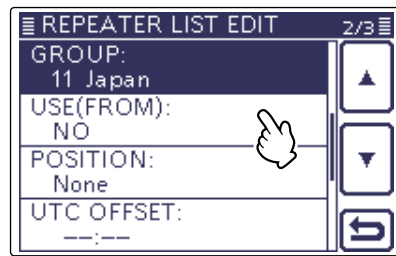 REPEATER LIST EDIT 2/3
GROUP:
11 Japan
USE(FROM):
NO
POSITION:
None
UTC OFFSET:
--:--